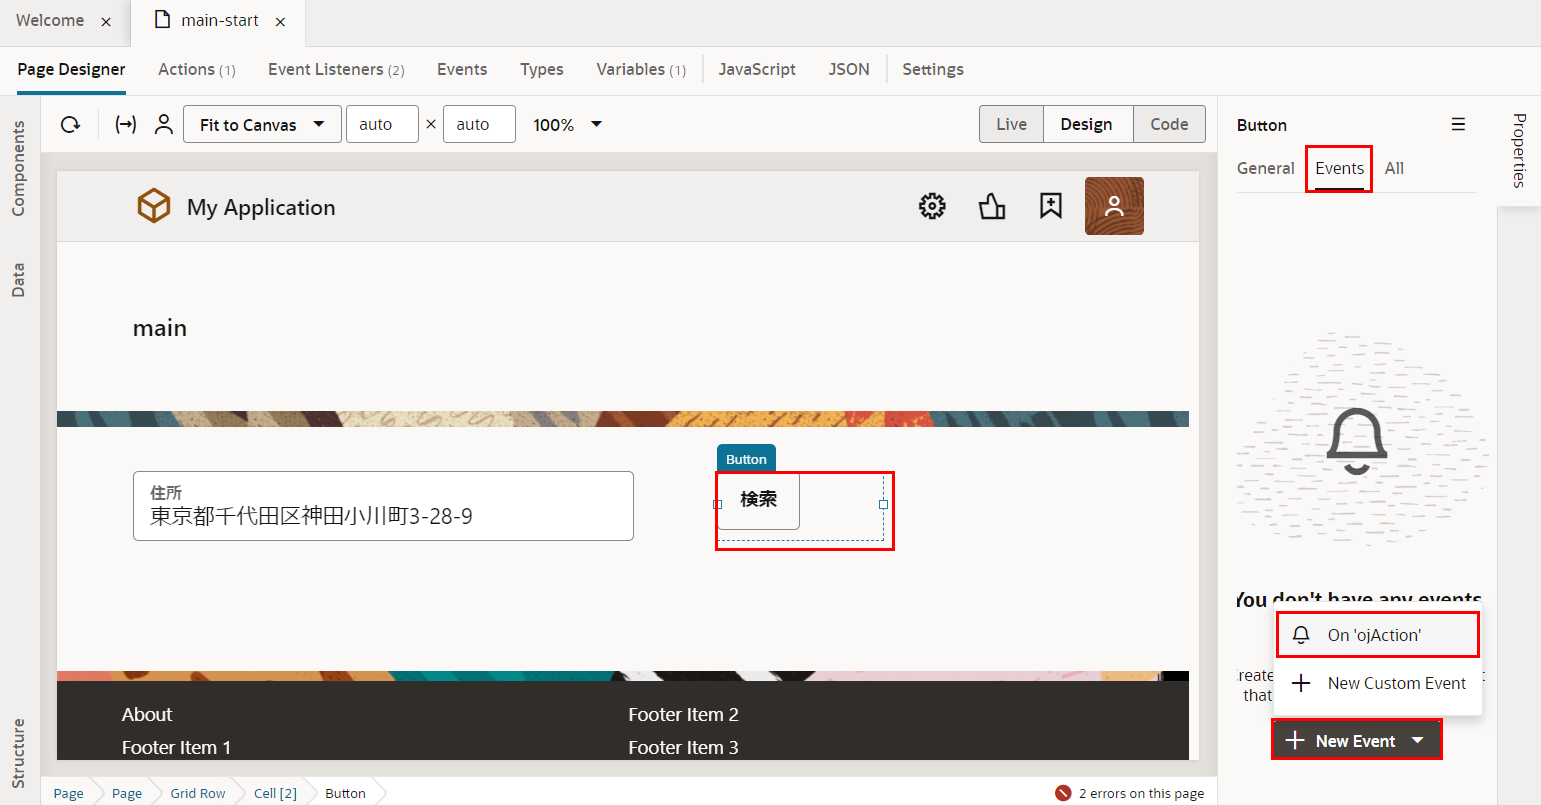 Welcome ×
main-start ×
Page Designer
Actions (1)
Event Listeners (2)
Events
Types
Variables (1)
JavaScript
JSON
Settings
Components
Data
Structure
Fit to Canvas
auto × auto
100%
Live
Design
Code
Button
Properties
General
Events
All
My Application
main
Button
住所
東京都千代田区神田小川町3-28-9
検索
You don't have any events
On 'ojAction'
New Custom Event
that
New Event
About
Footer Item 2
Footer Item 1
Footer Item 3
Page
Page
Grid Row
Cell [2]
Button
2 errors on this page